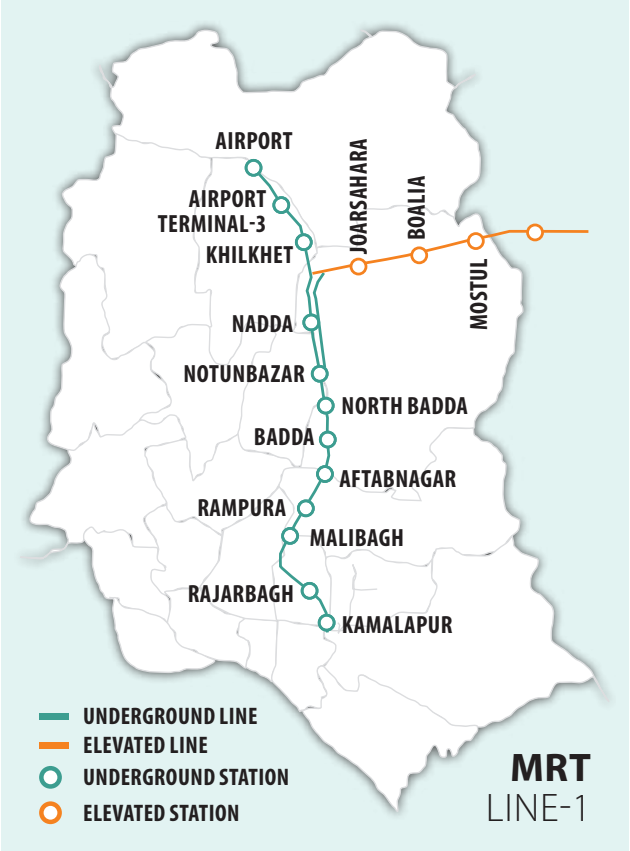 AIRPORT
AIRPORT
TERMINAL-3
KHILKHET
JOARSAHARA
BOALIA
MOSTUL
NADDA
NOTUNBAZAR
NORTH BADDA
BADDA
AFTABNAGAR
RAMPURA
MALIBAGH
RAJARBAGH
KAMALAPUR
UNDERGROUND LINE
ELEVATED LINE
UNDERGROUND STATION
ELEVATED STATION
MRT
LINE-1